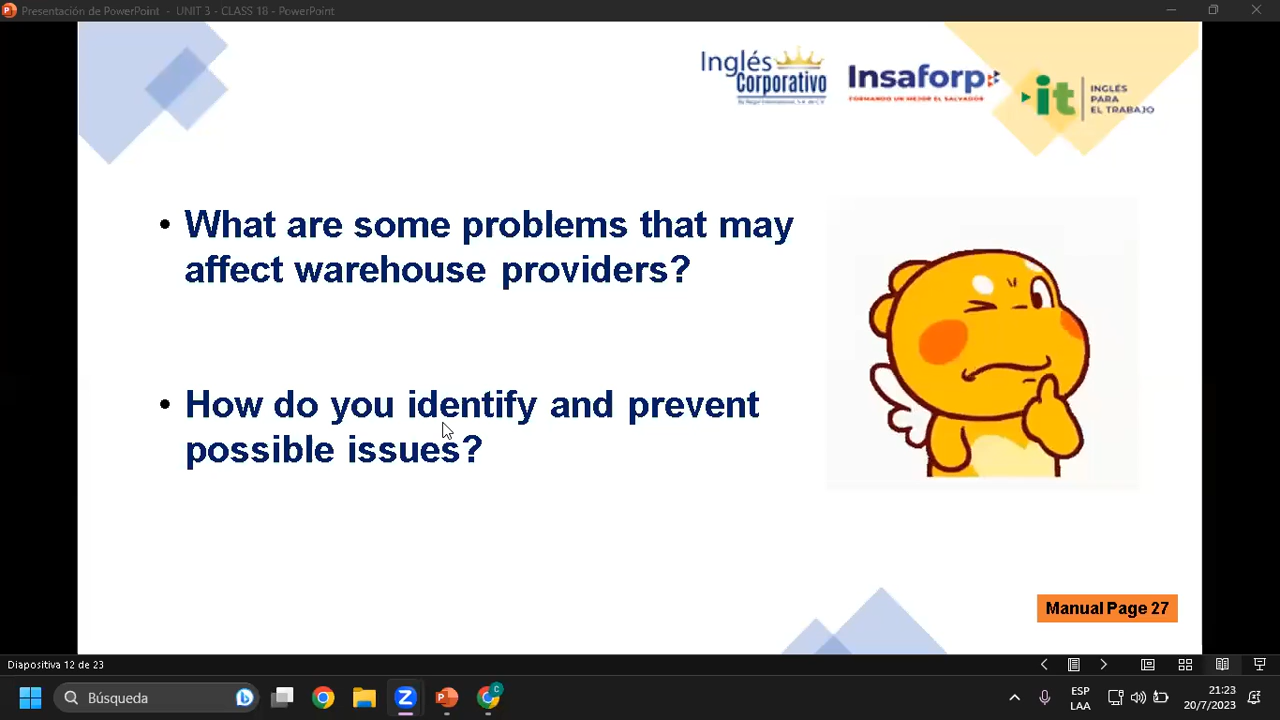 Presentación de PowerPoint - UNIT 3 - CLASS 18 - PowerPoint
Inglés
Corporativo
Insaforp
FORMANDO UN MEJOR EL SALVADOR
it
INGLÉS
PARA
EL TRABAJO
• What are some problems that may
affect warehouse providers?
• How do you identify and prevent
possible issues?
Manual Page 27
Diapositiva 12 de 23
Búsqueda
ESP
LAA
21:23
20/7/2023